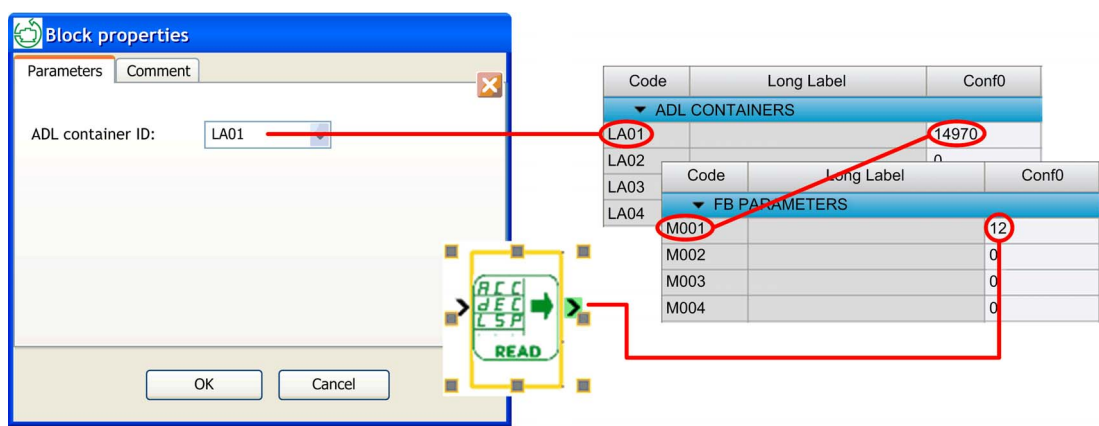 Block properties
Parameters Comment
ADL container ID: LA01
OK Cancel
ACC
dEC
LSP
READ
Code Long Label Conf0
ADL CONTAINERS
LA01 14970
LA02 0
LA03
LA04
Code Long Label Conf0
FB PARAMETERS
M001 12
M002 0
M003 0
M004 0